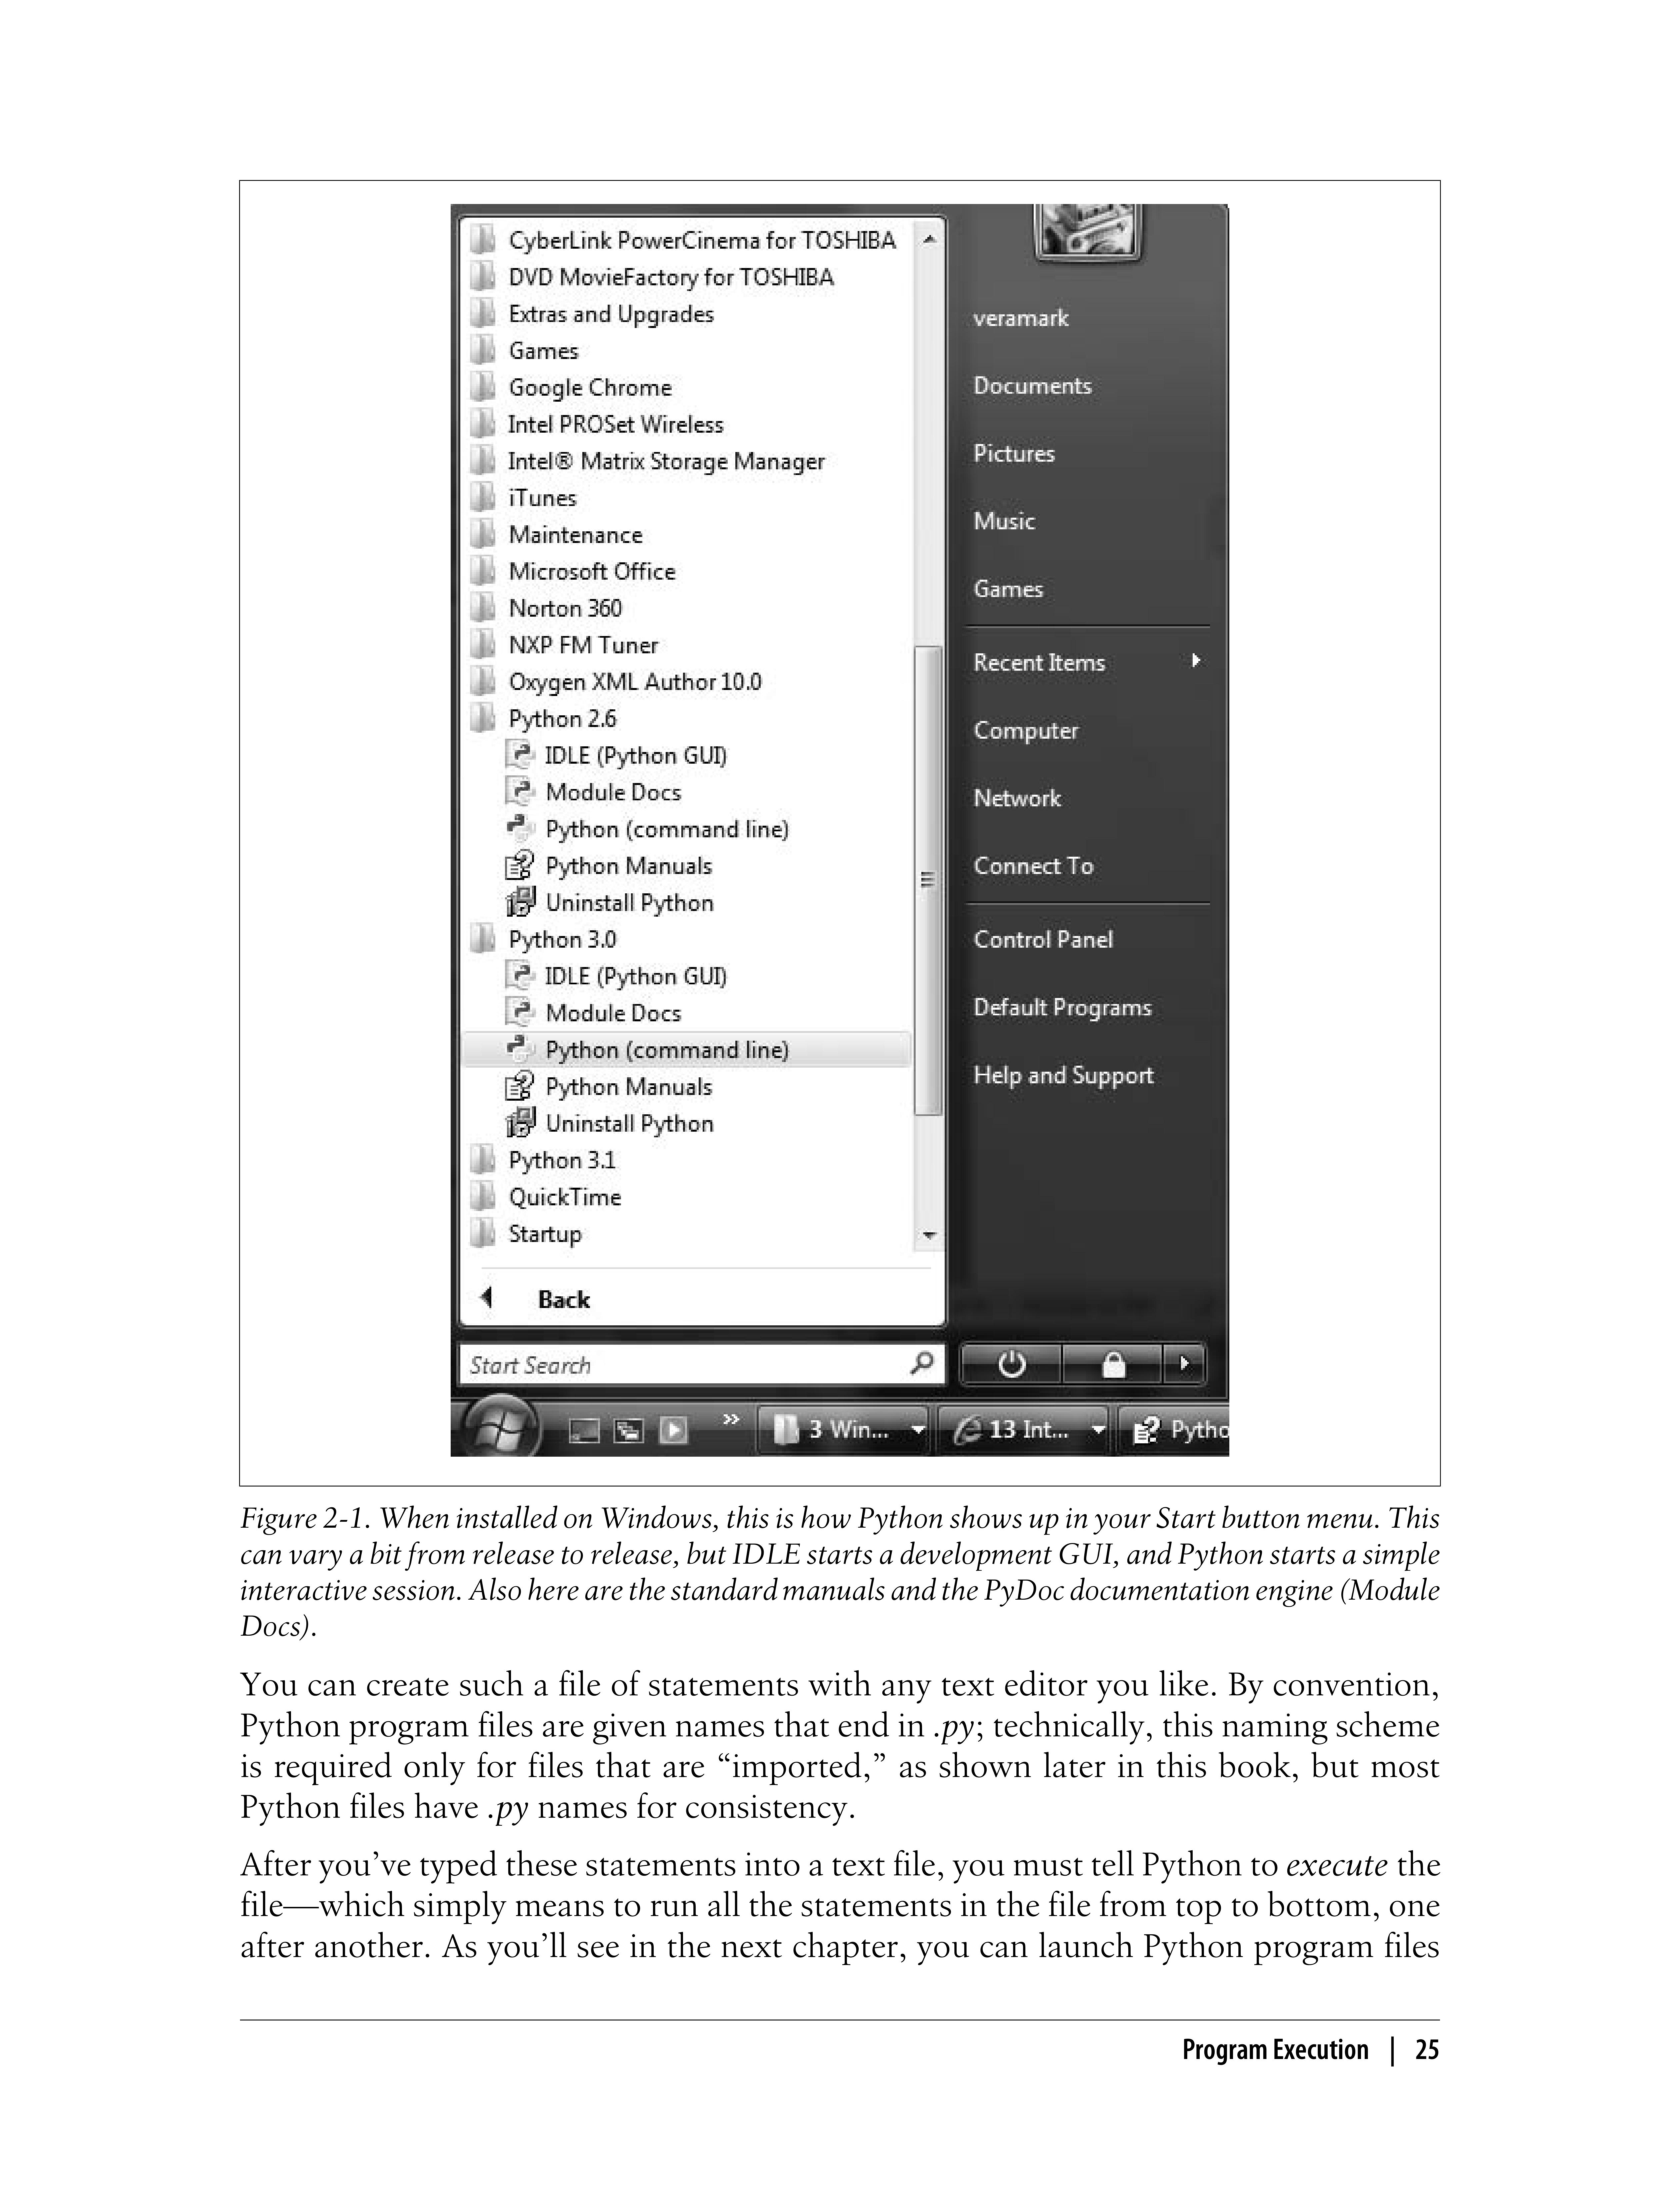 CyberLink PowerCinema for TOSHIBA
DVD MovieFactory for TOSHIBA
Extras and Upgrades
Games
Google Chrome
Intel PROSet Wireless
Intel® Matrix Storage Manager
iTunes
Maintenance
Microsoft Office
Norton 360
NXP FM Tuner
Oxygen XML Author 10.0
Python 2.6
IDLE (Python GUI)
Module Docs
Python (command line)
Python Manuals
Uninstall Python
Python 3.0
IDLE (Python GUI)
Module Docs
Python (command line)
Python Manuals
Uninstall Python
Python 3.1
QuickTime
Startup
Back
Start Search
veramark
Documents
Pictures
Music
Games
Recent Items
Computer
Network
Connect To
Control Panel
Default Programs
Help and Support
3 Win...
13 Int...
Pytho
Figure 2-1. When installed on Windows, this is how Python shows up in your Start button menu. This
can vary a bit from release to release, but IDLE starts a development GUI, and Python starts a simple
interactive session. Also here are the standard manuals and the PyDoc documentation engine (Module
Docs).
You can create such a file of statements with any text editor you like. By convention,
Python program files are given names that end in .py; technically, this naming scheme
is required only for files that are “imported,” as shown later in this book, but most
Python files have .py names for consistency.
After you’ve typed these statements into a text file, you must tell Python to execute the
file—which simply means to run all the statements in the file from top to bottom, one
after another. As you’ll see in the next chapter, you can launch Python program files
Program Execution | 25